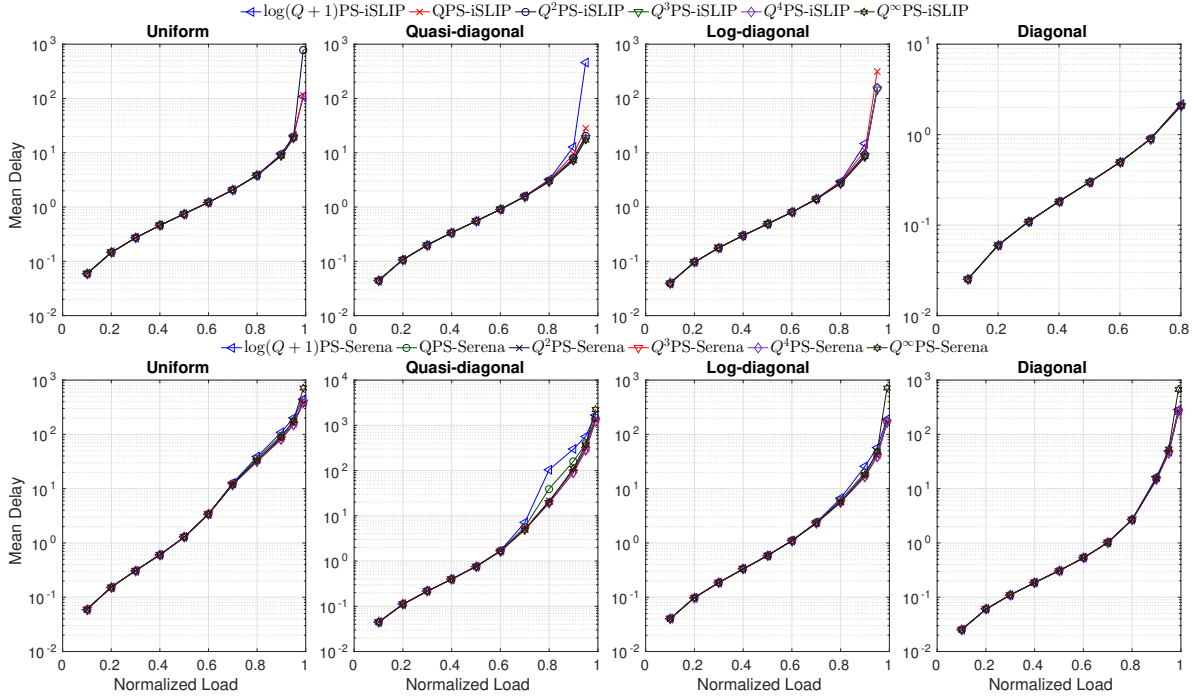 log(Q + 1)PS-iSLIP QPS-iSLIP Q²PS-iSLIP Q³PS-iSLIP Q⁴PS-iSLIP Q∞PS-iSLIP
Uniform Quasi-diagonal Log-diagonal Diagonal
Mean Delay
10³ 10² 10¹ 10⁰ 10⁻¹ 10⁻²
0 0.2 0.4 0.6 0.8 1
10³ 10² 10¹ 10⁰ 10⁻¹ 10⁻²
0 0.2 0.4 0.6 0.8 1
10³ 10² 10¹ 10⁰ 10⁻¹ 10⁻²
0 0.2 0.4 0.6 0.8 1
10¹ 10⁰ 10⁻¹ 10⁻²
0 0.2 0.4 0.6 0.8
log(Q + 1)PS-Serena QPS-Serena Q²PS-Serena Q³PS-Serena Q⁴PS-Serena Q∞PS-Serena
Uniform Quasi-diagonal Log-diagonal Diagonal
Mean Delay
10³ 10² 10¹ 10⁰ 10⁻¹ 10⁻²
0 0.2 0.4 0.6 0.8 1
10⁴ 10³ 10² 10¹ 10⁰ 10⁻¹ 10⁻²
0 0.2 0.4 0.6 0.8 1
10³ 10² 10¹ 10⁰ 10⁻¹ 10⁻²
0 0.2 0.4 0.6 0.8 1
10³ 10² 10¹ 10⁰ 10⁻¹ 10⁻²
0 0.2 0.4 0.6 0.8 1
Normalized Load Normalized Load Normalized Load Normalized Load